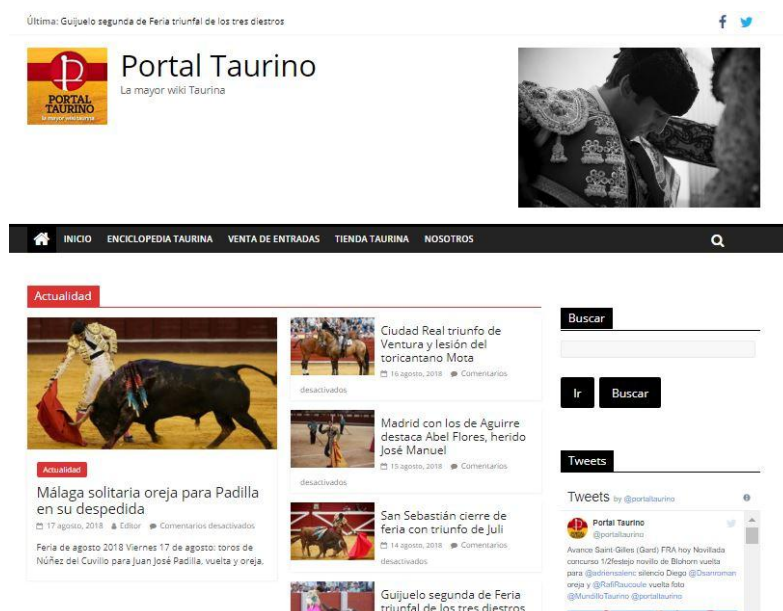 Última: Guijuelo segunda de Feria triunfal de los tres diestros
PORTAL
TAURINO
la mayor wiki taurina
Portal Taurino
La mayor wiki Taurina
INICIO ENCICLOPEDIA TAURINA VENTA DE ENTRADAS TIENDA TAURINA NOSOTROS
Actualidad
Actualidad
Málaga solitaria oreja para Padilla
en su despedida
17 agosto, 2018 Editor Comentarios desactivados
Feria de agosto 2018 Viernes 17 de agosto: toros de
Núñez del Cuvillo para Juan José Padilla, vuelta y oreja,
Ciudad Real triunfo de
Ventura y lesión del
toricantano Mota
16 agosto, 2018 Comentarios
desactivados
Madrid con los de Aguirre
destaca Abel Flores, herido
José Manuel
15 agosto, 2018 Comentarios
desactivados
San Sebastián cierre de
feria con triunfo de Juli
14 agosto, 2018 Comentarios
desactivados
Guijuelo segunda de Feria
triunfal de los tres diestros
Buscar
Ir Buscar
Tweets
Tweets by @portaltaurino
Portal Taurino
@portaltaurino
Avance Saint-Gilles (Gard) FRA hoy Novillada
concurso 1/2festejo novillo de Blohorn vuelta
para @adriensalenc silencio Diego @Dsanroman
oreja y @RafiRaucoule vuelta foto
@MundilloTaurino @portaltaurino